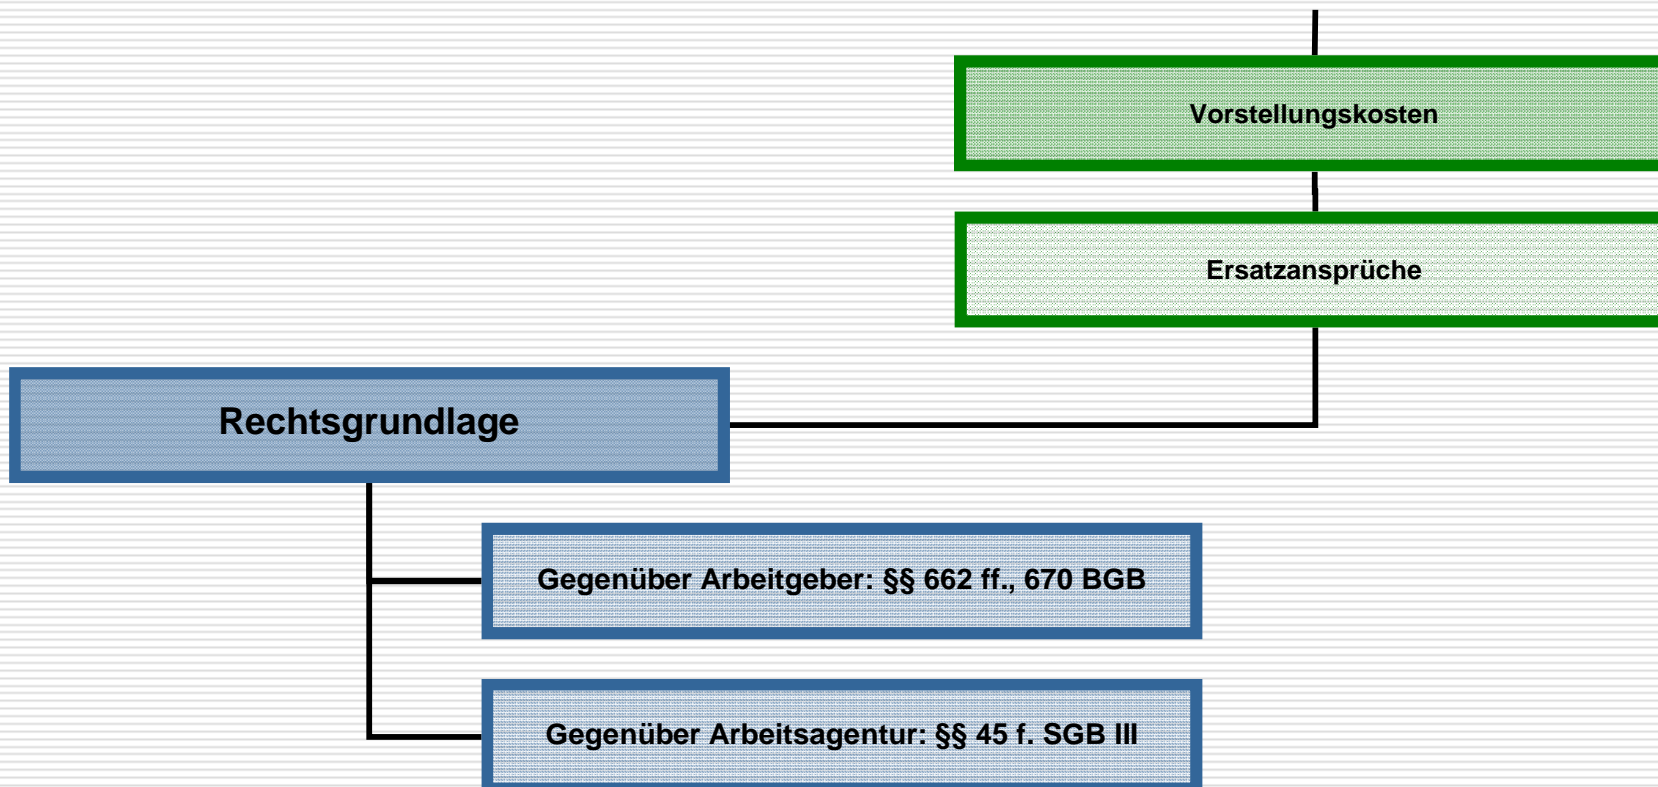 Vorstellungskosten
Ersatzansprüche
Rechtsgrundlage
Gegenüber Arbeitgeber: §§ 662 ff., 670 BGB
Gegenüber Arbeitsagentur: §§ 45 f. SGB III